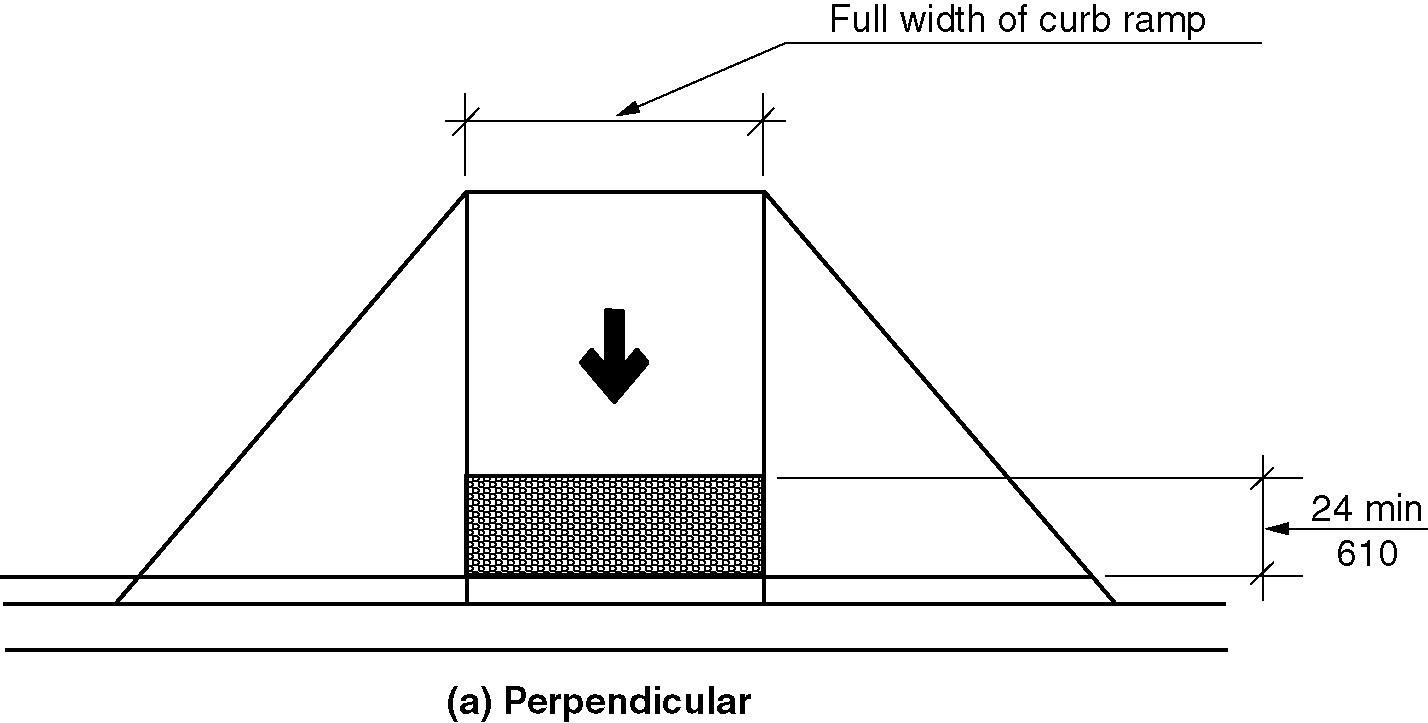 Full width of curb ramp
24 min
610
(a) Perpendicular